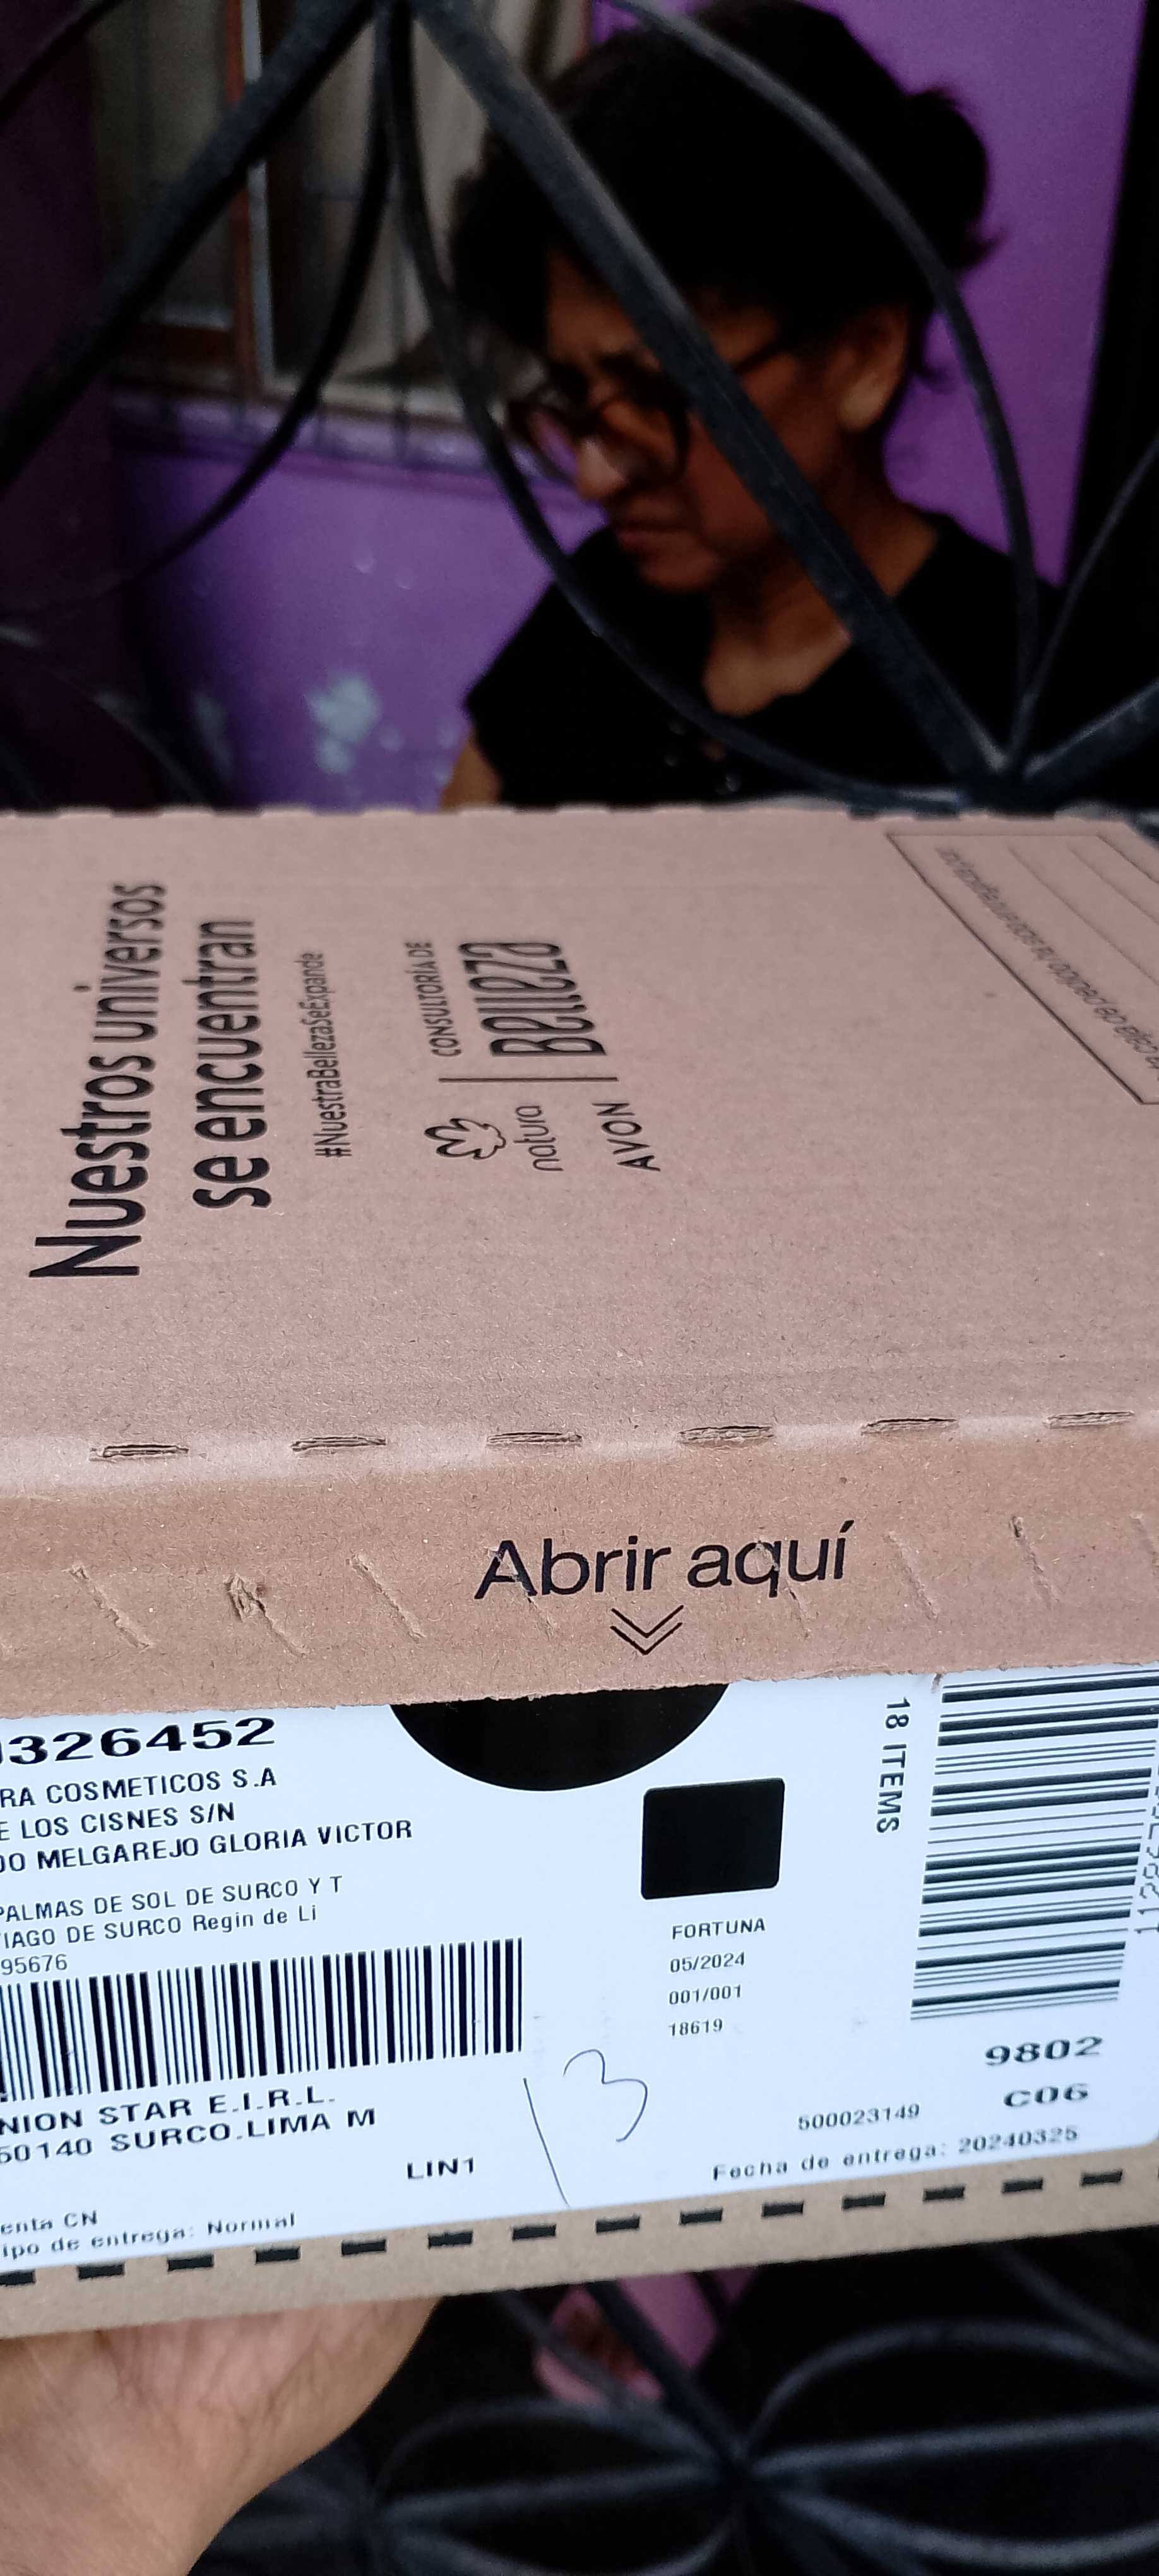 Nuestros universos
se encuentran
#NuestraBellezaSeExpande
natura
AVON
CONSULTORÍA DE
Belleza
Abrir aquí
326452
RA COSMETICOS S.A
E LOS CISNES S/N
DO MELGAREJO GLORIA VICTOR
PALMAS DE SOL DE SURCO Y T
IAGO DE SURCO Regin de Li
95676
NION STAR E.I.R.L.
50140 SURCO.LIMA M
LIN1
enta CN
ipo de entrega: Normal
18 ITEMS
FORTUNA
05/2024
001/001
18619
13
9802
C06
500023149
Fecha de entrega: 20240325